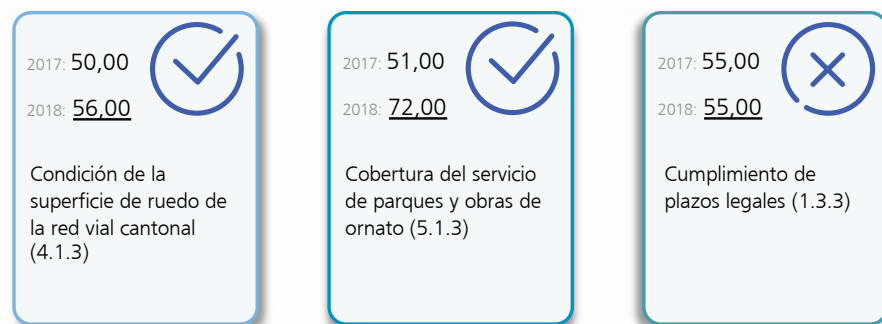 2017: 50,00
2018: 56,00
Condición de la
superficie de ruedo de
la red vial cantonal
(4.1.3)
2017: 51,00
2018: 72,00
Cobertura del servicio
de parques y obras de
ornato (5.1.3)
2017: 55,00
2018: 55,00
Cumplimiento de
plazos legales (1.3.3)